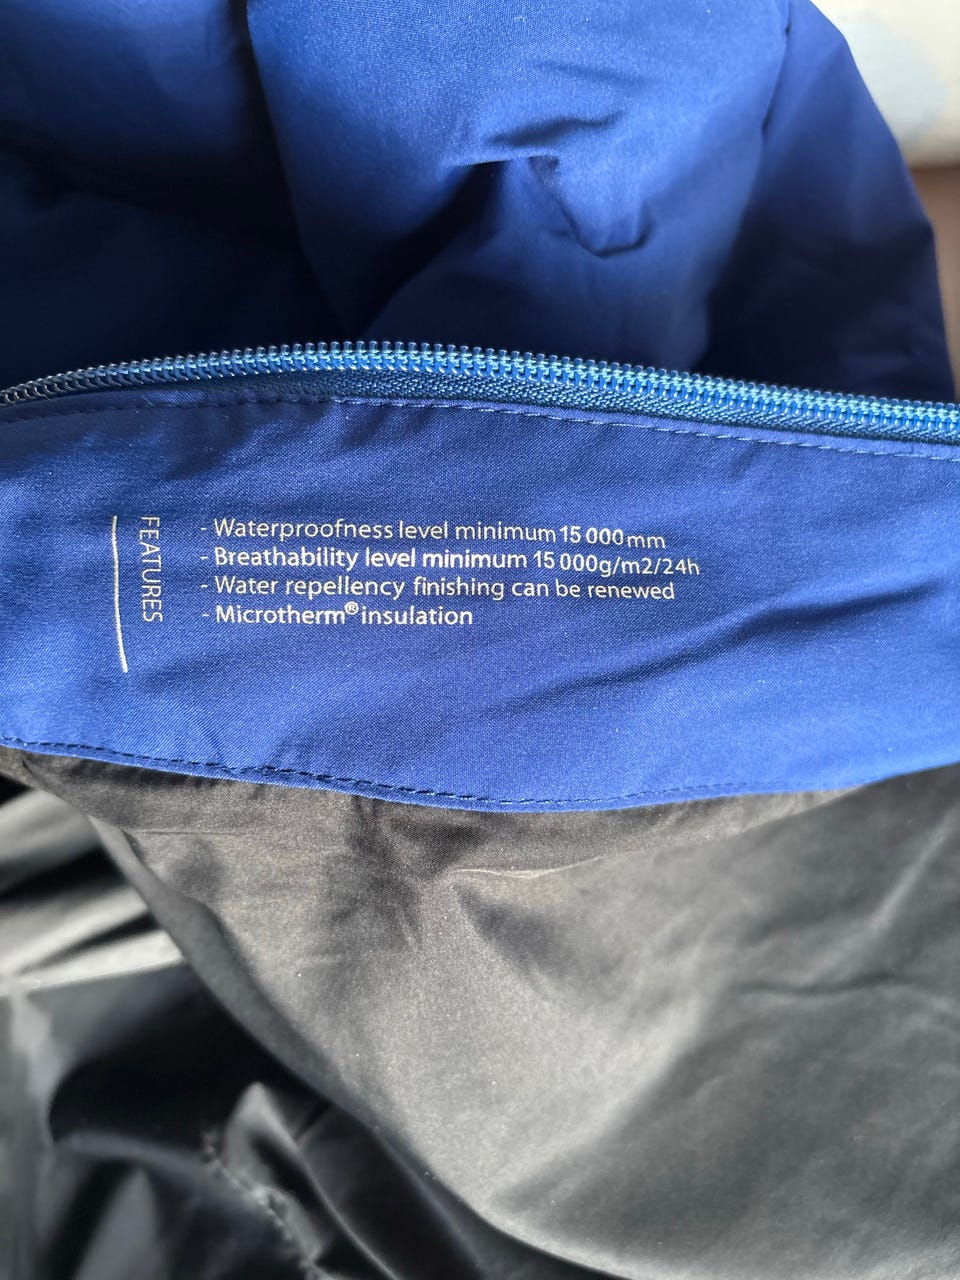 FEATURES
- Waterproofness level minimum 15 000mm
- Breathability level minimum 15 000g/m2/24h
- Water repellency finishing can be renewed
- Microtherm® insulation